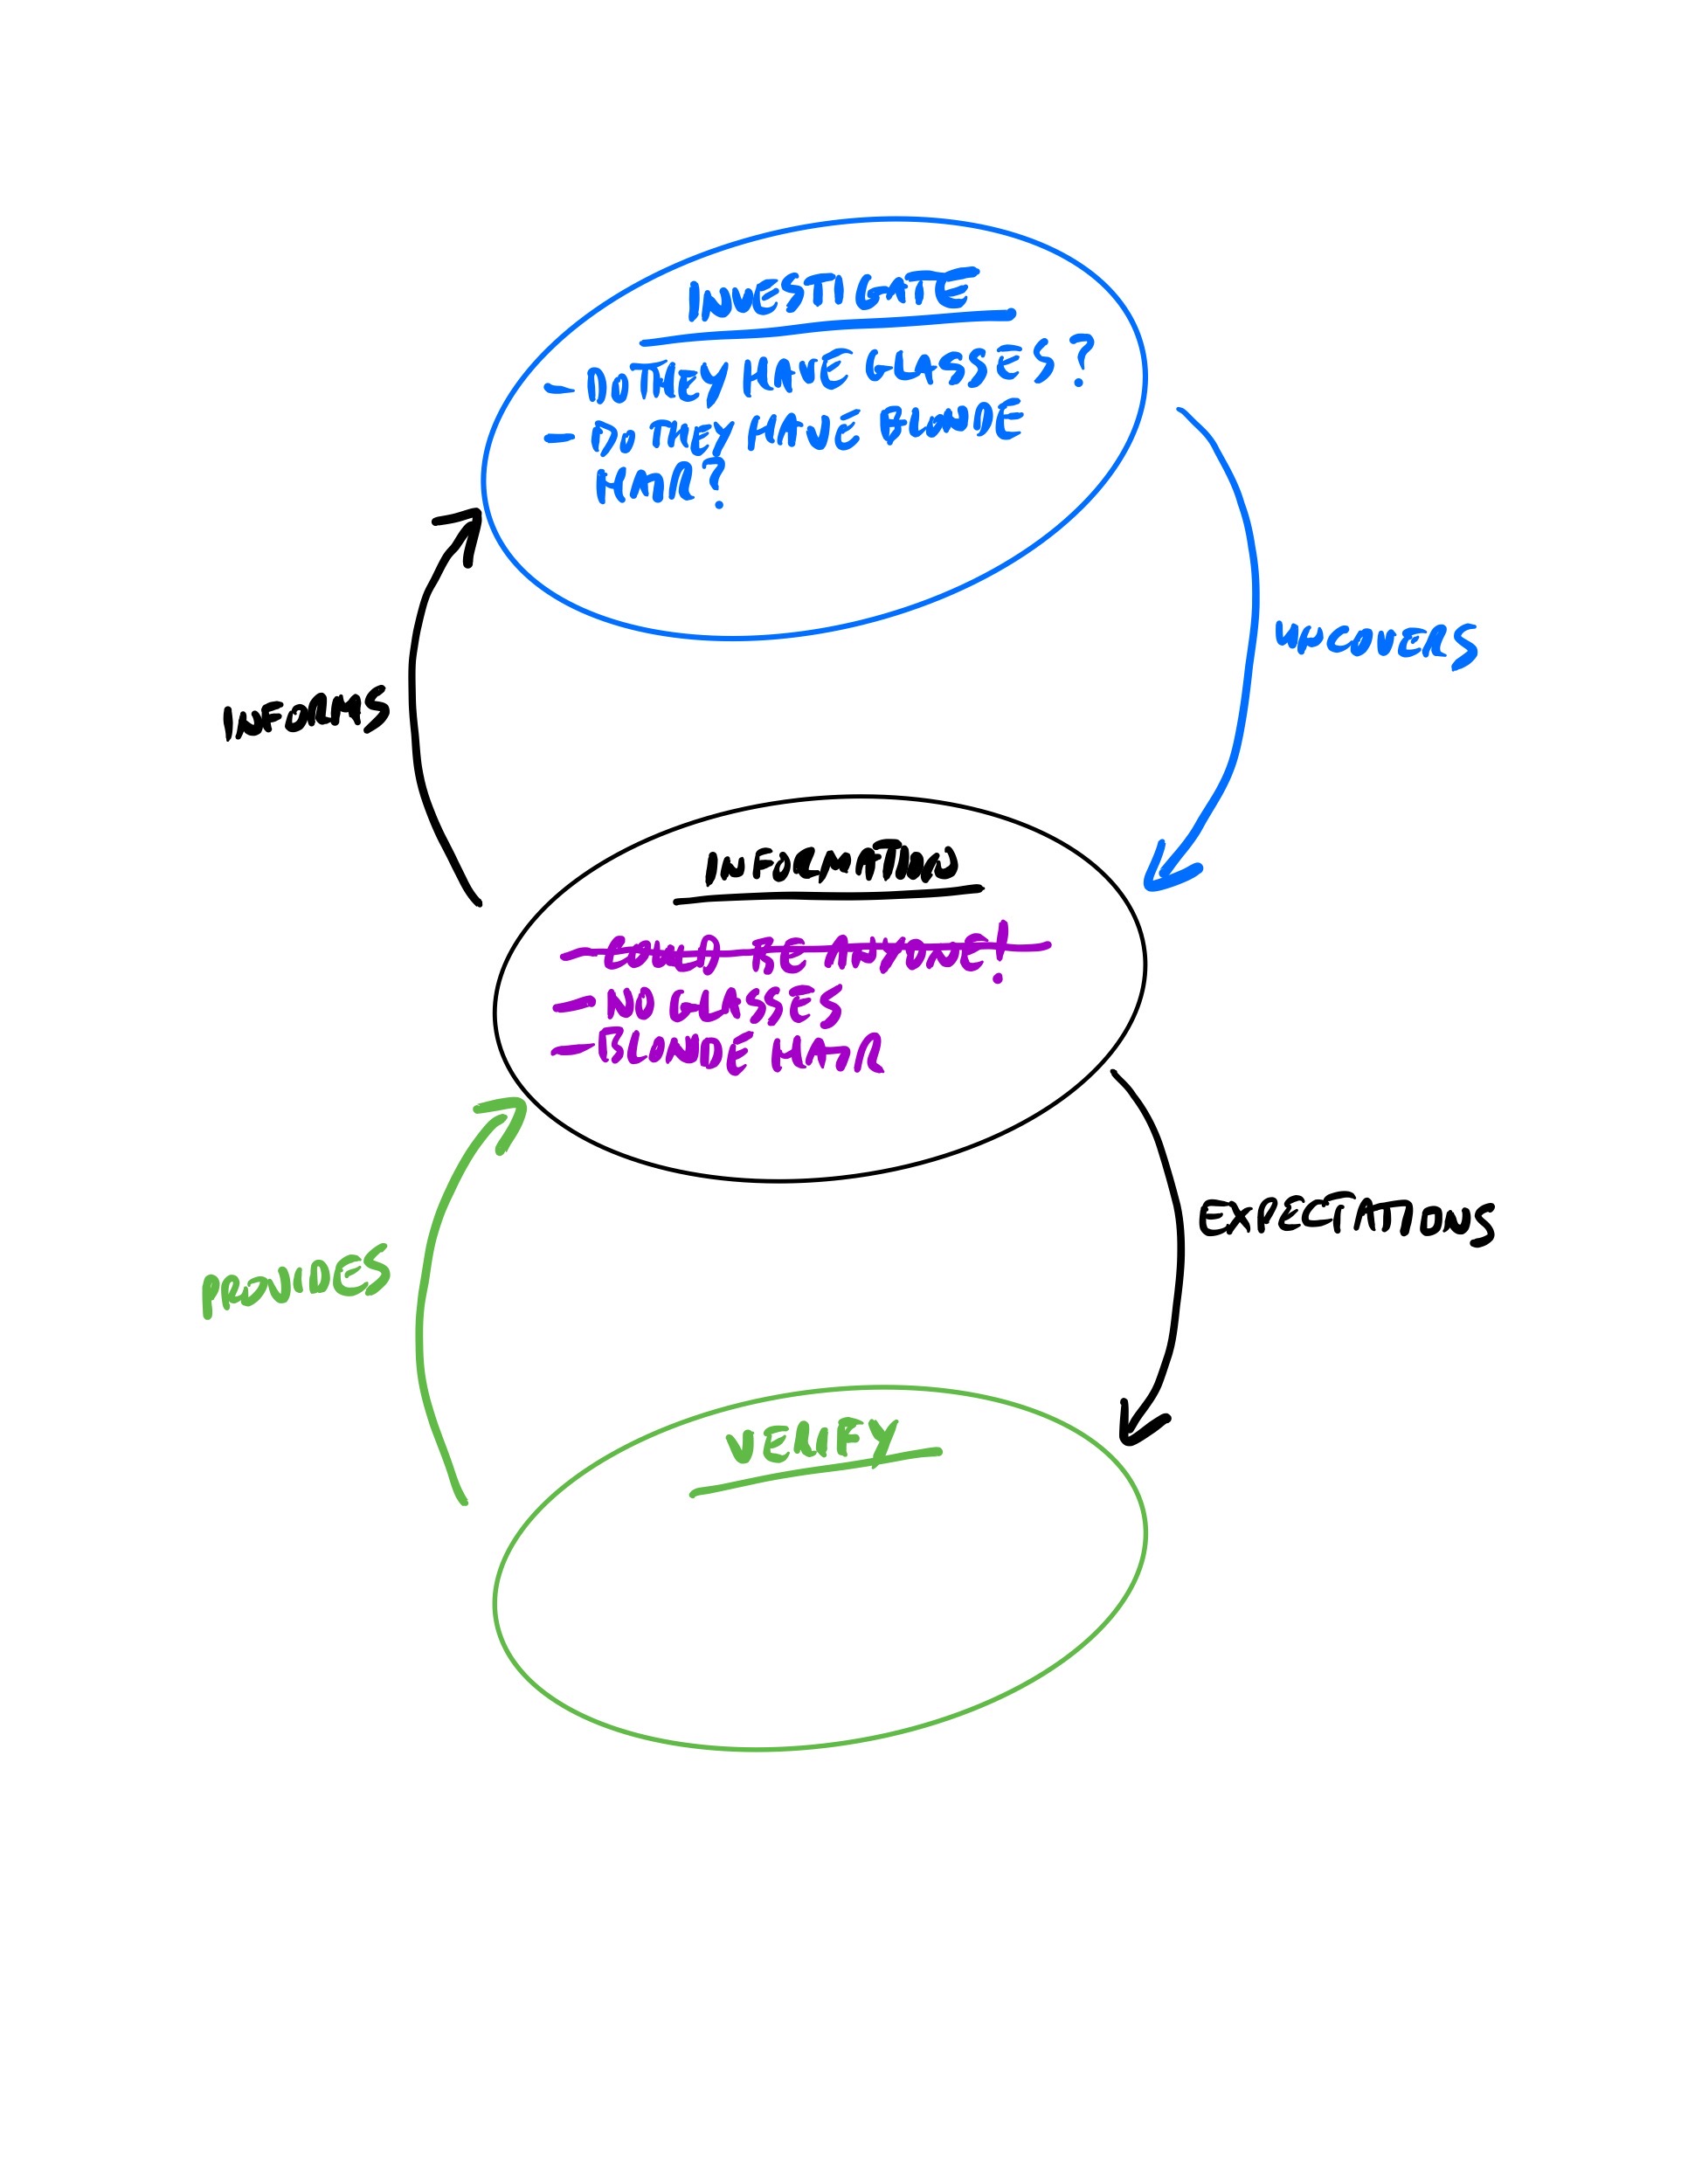 INVESTIGATE
- DO THEY HAVE GLASSES?
- DO THEY HAVE BLONDE
HAIR?
UNCOVERS
INFORMS
INFORMATION
- COULD BE ANYONE!
- NO GLASSES
- BLONDE HAIR
EXPECTATIONS
PROVIDES
VERIFY